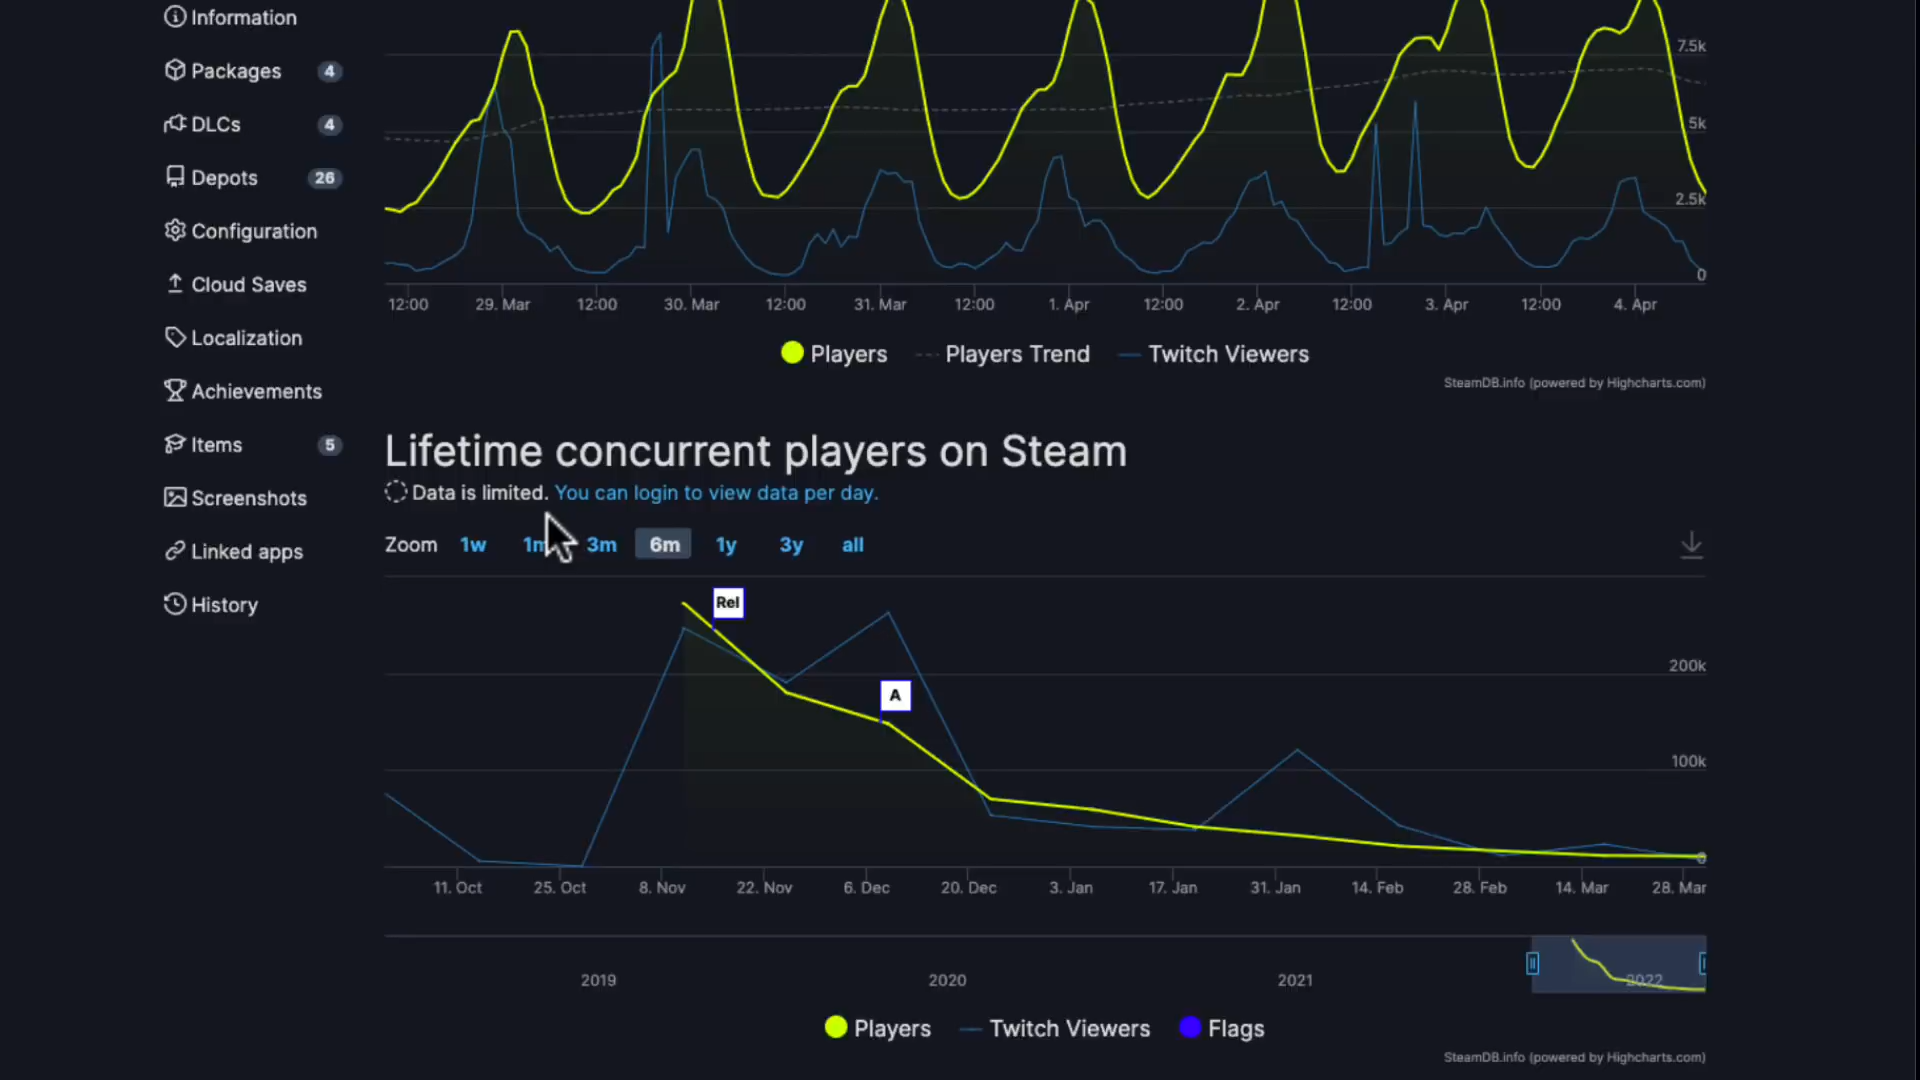 Information
Packages 4
DLCs 4
Depots 26
Configuration
Cloud Saves
Localization
Achievements
Items 5
Screenshots
Linked apps
History
7.5k
5k
2.5k
0
12:00 29. Mar 12:00 30. Mar 12:00 31. Mar 12:00 1. Apr 12:00 2. Apr 12:00 3. Apr 12:00 4. Apr
Players Players Trend Twitch Viewers
SteamDB.info (powered by Highcharts.com)
Lifetime concurrent players on Steam
Data is limited. You can login to view data per day.
Zoom 1w 1m 3m 6m 1y 3y all
Rel
A
200k
100k
0
11. Oct 25. Oct 8. Nov 22. Nov 6. Dec 20. Dec 3. Jan 17. Jan 31. Jan 14. Feb 28. Feb 14. Mar 28. Mar
2019 2020 2021 2022
Players Twitch Viewers Flags
SteamDB.info (powered by Highcharts.com)